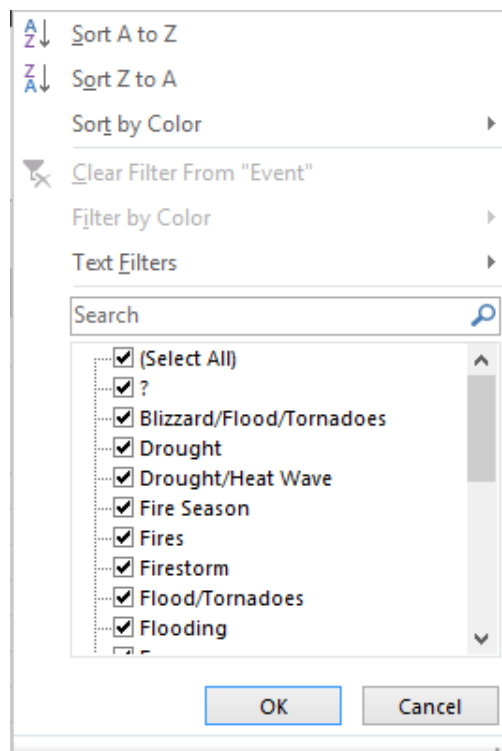 Sort A to Z
Sort Z to A
Sort by Color
Clear Filter From "Event"
Filter by Color
Text Filters
Search
(Select All)
?
Blizzard/Flood/Tornadoes
Drought
Drought/Heat Wave
Fire Season
Fires
Firestorm
Flood/Tornadoes
Flooding
OK Cancel